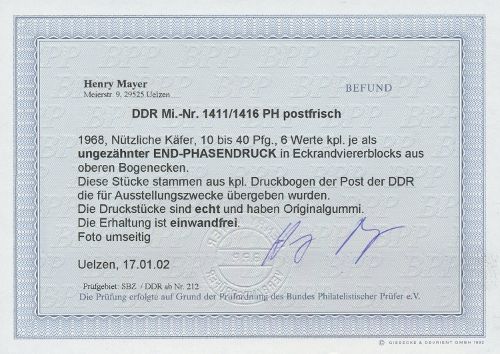 Henry Mayer
Meierstr. 9, 29525 Uelzen
BEFUND
DDR Mi.-Nr. 1411/1416 PH postfrisch
1968, Nützliche Käfer, 10 bis 40 Pfg., 6 Werte kpl. je als
ungezähnter END-PHASENDRUCK in Eckrandviererblocks aus
oberen Bogenecken.
Diese Stücke stammen aus kpl. Druckbogen der Post der DDR
die für Ausstellungszwecke übergeben wurden.
Die Druckstücke sind echt und haben Originalgummi.
Die Erhaltung ist einwandfrei.
Foto umseitig
Uelzen, 17.01.02
Prüfgebiet: SBZ / DDR ab Nr. 212
Die Prüfung erfolgte auf Grund der Prüfordnung des Bundes Philatelistischer Prüfer e.V.
© GIESECKE & DEVRIENT GMBH 1992